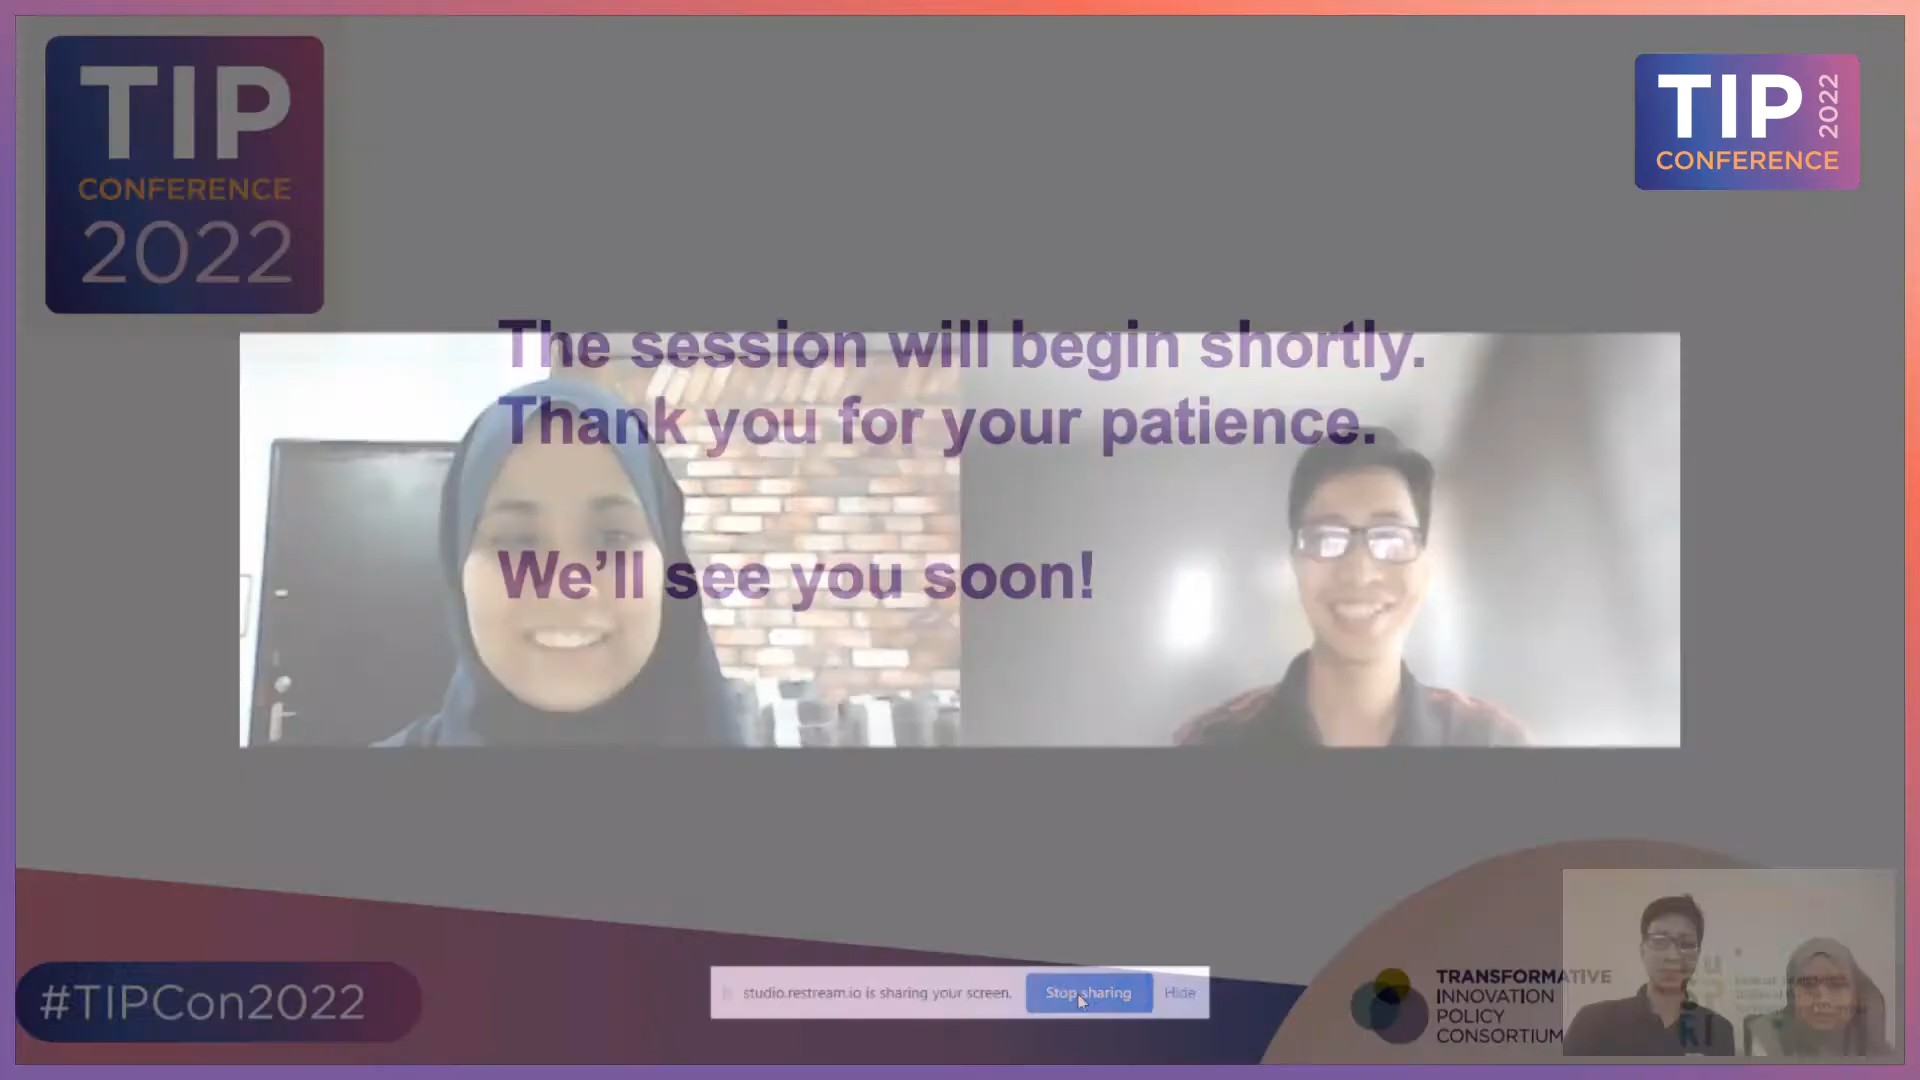 TIP
CONFERENCE
2022
TIP 2022
CONFERENCE
The session will begin shortly.
Thank you for your patience.
We’ll see you soon!
#TIPCon2022
studio.restream.io is sharing your screen.
Stop sharing
Hide
TRANSFORMATIVE
INNOVATION
POLICY
CONSORTIUM